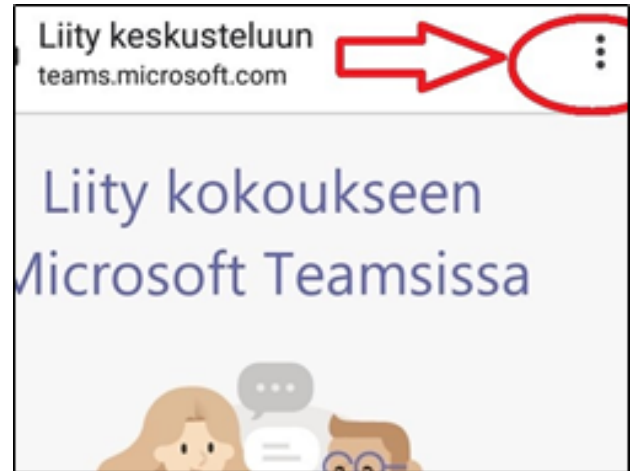 Liity keskusteluun
teams.microsoft.com
Liity kokoukseen
Microsoft Teamsissa